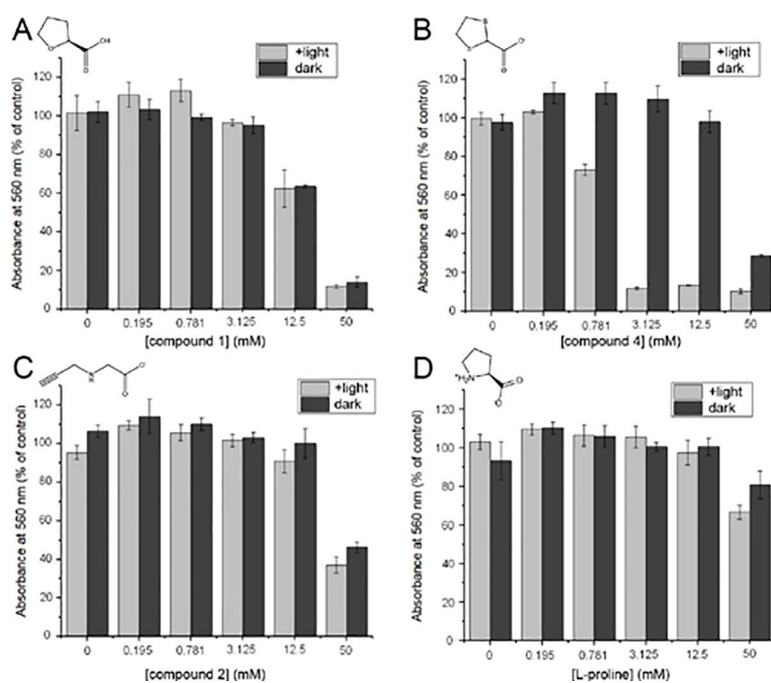 A
OH
O
O
+light
dark
Absorbance at 560 nm (% of control)
120
100
80
60
40
20
0
0 0.195 0.781 3.125 12.5 50
[compound 1] (mM)
B
S
S
O
O⁻
+light
dark
Absorbance at 560 nm (% of control)
120
100
80
60
40
20
0
0 0.195 0.781 3.125 12.5 50
[compound 4] (mM)
C
N
H
O
O⁻
+light
dark
Absorbance at 560 nm (% of control)
120
100
80
60
40
20
0
0 0.195 0.781 3.125 12.5 50
[compound 2] (mM)
D
⁺H₂N
O
O⁻
+light
dark
Absorbance at 560 nm (% of control)
120
100
80
60
40
20
0
0 0.195 0.781 3.125 12.5 50
[L-proline] (mM)